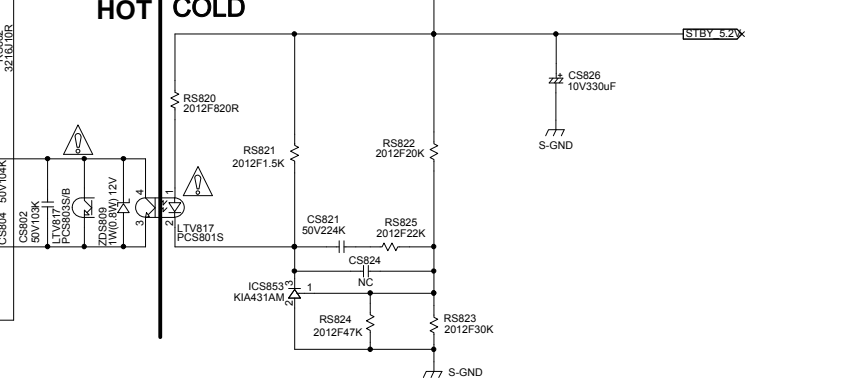 HOT
COLD
3216J10R
STBY_5.2V
CS826
10V330uF
S-GND
RS820
2012F820R
RS821
2012F1.5K
RS822
2012F20K
CS804 50V104K
CS802
50V103K
LTV817
PCS803S/B
ZDS809
1W(0.8W) 12V
4
3
1
2
LTV817
PCS801S
CS821
50V224K
RS825
2012F22K
CS824
NC
ICS853
KIA431AM
3
1
2
RS824
2012F47K
RS823
2012F30K
S-GND